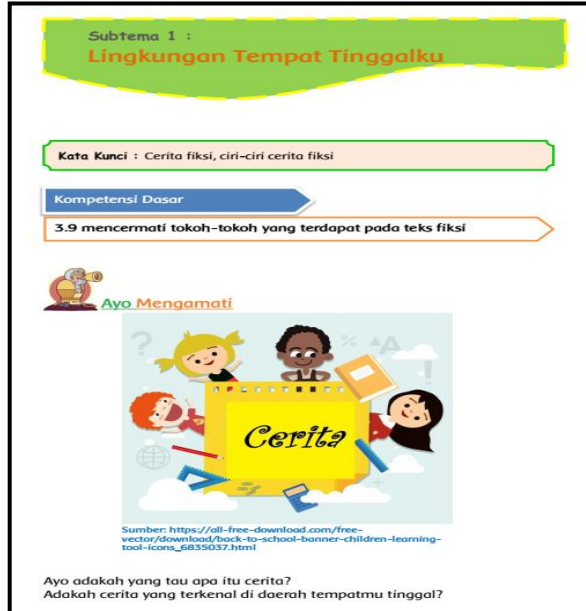 Subtema 1 :
Lingkungan Tempat Tinggalku
Kata Kunci : Cerita fiksi, ciri-ciri cerita fiksi
Kompetensi Dasar
3.9 mencermati tokoh-tokoh yang terdapat pada teks fiksi
Ayo Mengamati
Cerita
Sumber: https://all-free-download.com/free-
vector/download/back-to-school-banner-children-learning-
tool-icons_6835037.html
Ayo adakah yang tau apa itu cerita?
Adakah cerita yang terkenal di daerah tempatmu tinggal?